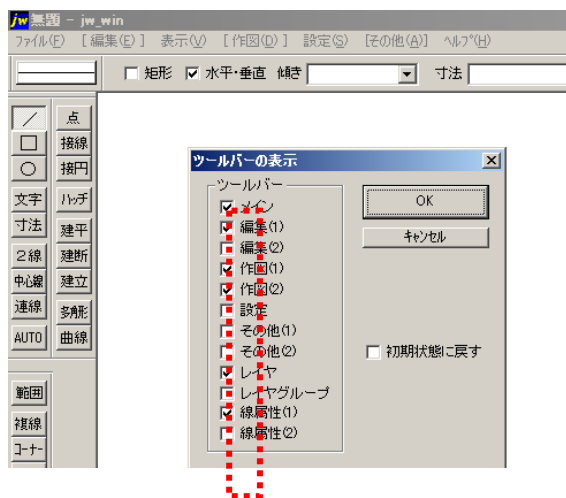 jw 無題 - jw_win
ファイル(F) [編集(E)] 表示(V) [作図(D)] 設定(S) [その他(A)] ヘルプ(H)
矩形 水平・垂直 傾き 寸法
／ 点
□ 接線
○ 接円
文字 ハッチ
寸法 建平
2線 建断
中心線 建立
連線 多角形
AUTO 曲線
範囲
複線
コーナー
ツールバーの表示
ツールバー
メイン
編集(1)
編集(2)
作図(1)
作図(2)
設定
その他(1)
その他(2)
レイヤ
レイヤグループ
線属性(1)
線属性(2)
OK
キャンセル
初期状態に戻す